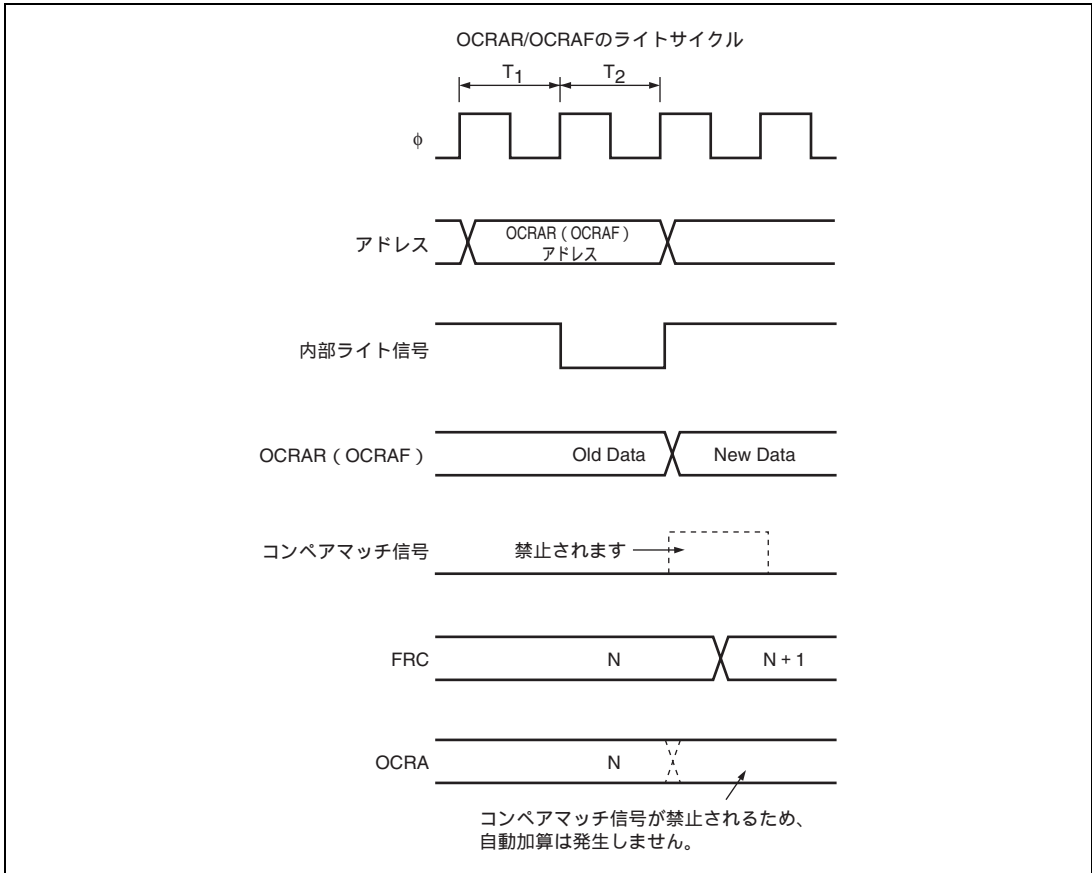 OCRAR/OCRAFのライトサイクル
T1 T2
φ
アドレス
OCRAR ( OCRAF )
アドレス
内部ライト信号
OCRAR ( OCRAF )
Old Data
New Data
コンペアマッチ信号
禁止されます
FRC
N
N + 1
OCRA
N
コンペアマッチ信号が禁止されるため、
自動加算は発生しません。